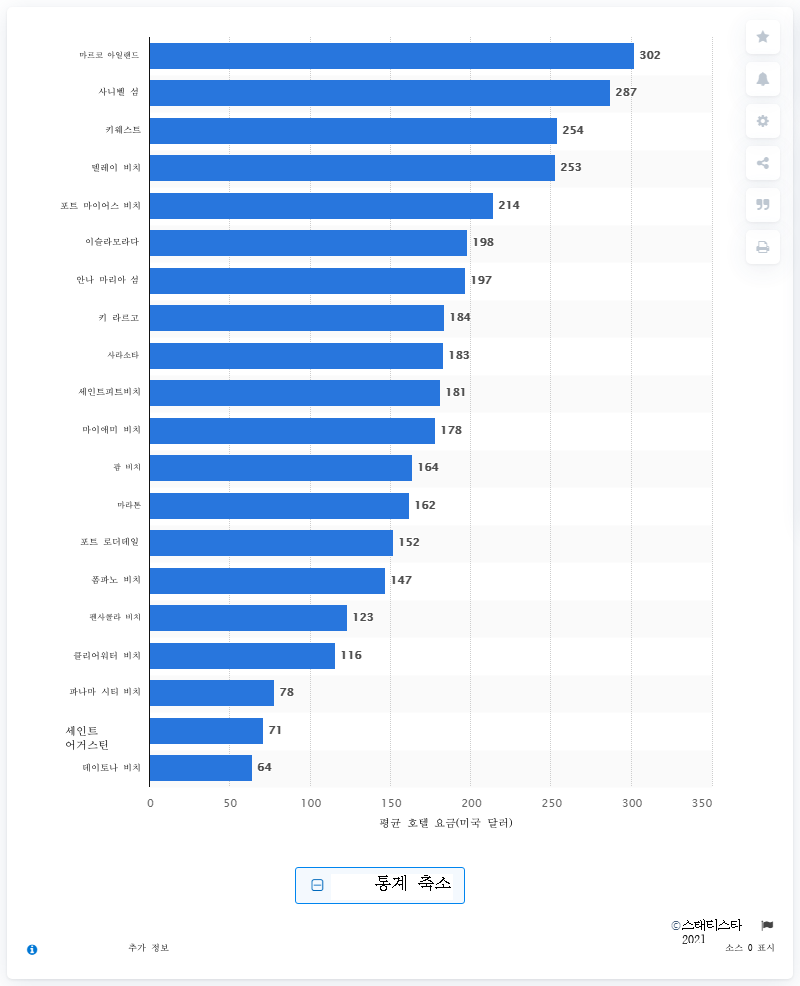 마르코 아일랜드 302
사니벨 섬 287
키웨스트 254
델레이 비치 253
포트 마이어스 비치 214
이슬라모라다 198
안나 마리아 섬 197
키 라르고 184
사라소타 183
세인트피트비치 181
마이애미 비치 178
팜 비치 164
마라톤 162
포트 로더데일 152
폼파노 비치 147
펜사콜라 비치 123
클리어워터 비치 116
파나마 시티 비치 78
세인트
어거스틴 71
데이토나 비치 64
0 50 100 150 200 250 300 350
평균 호텔 요금(미국 달러)
통계 축소
©스태티스타
2021
추가 정보
소스 0 표시